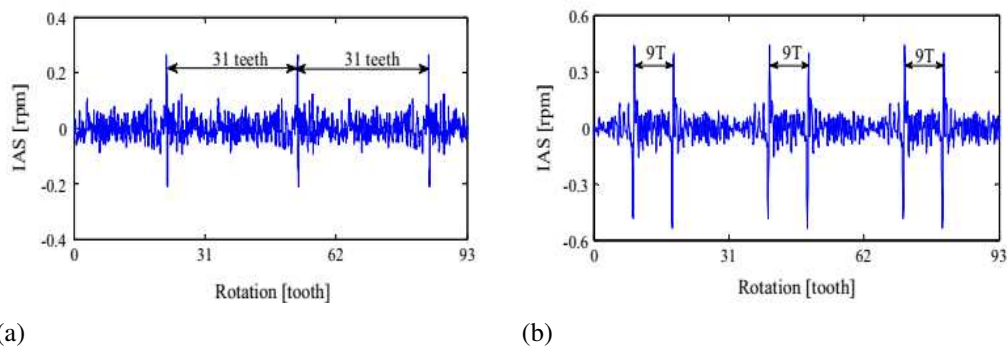 0.4
0.2
0
-0.2
-0.4
IAS [rpm]
31 teeth
31 teeth
0
31
62
93
Rotation [tooth]
0.6
0.3
0
-0.3
-0.6
IAS [rpm]
9T
9T
9T
0
31
62
93
Rotation [tooth]
(a)
(b)